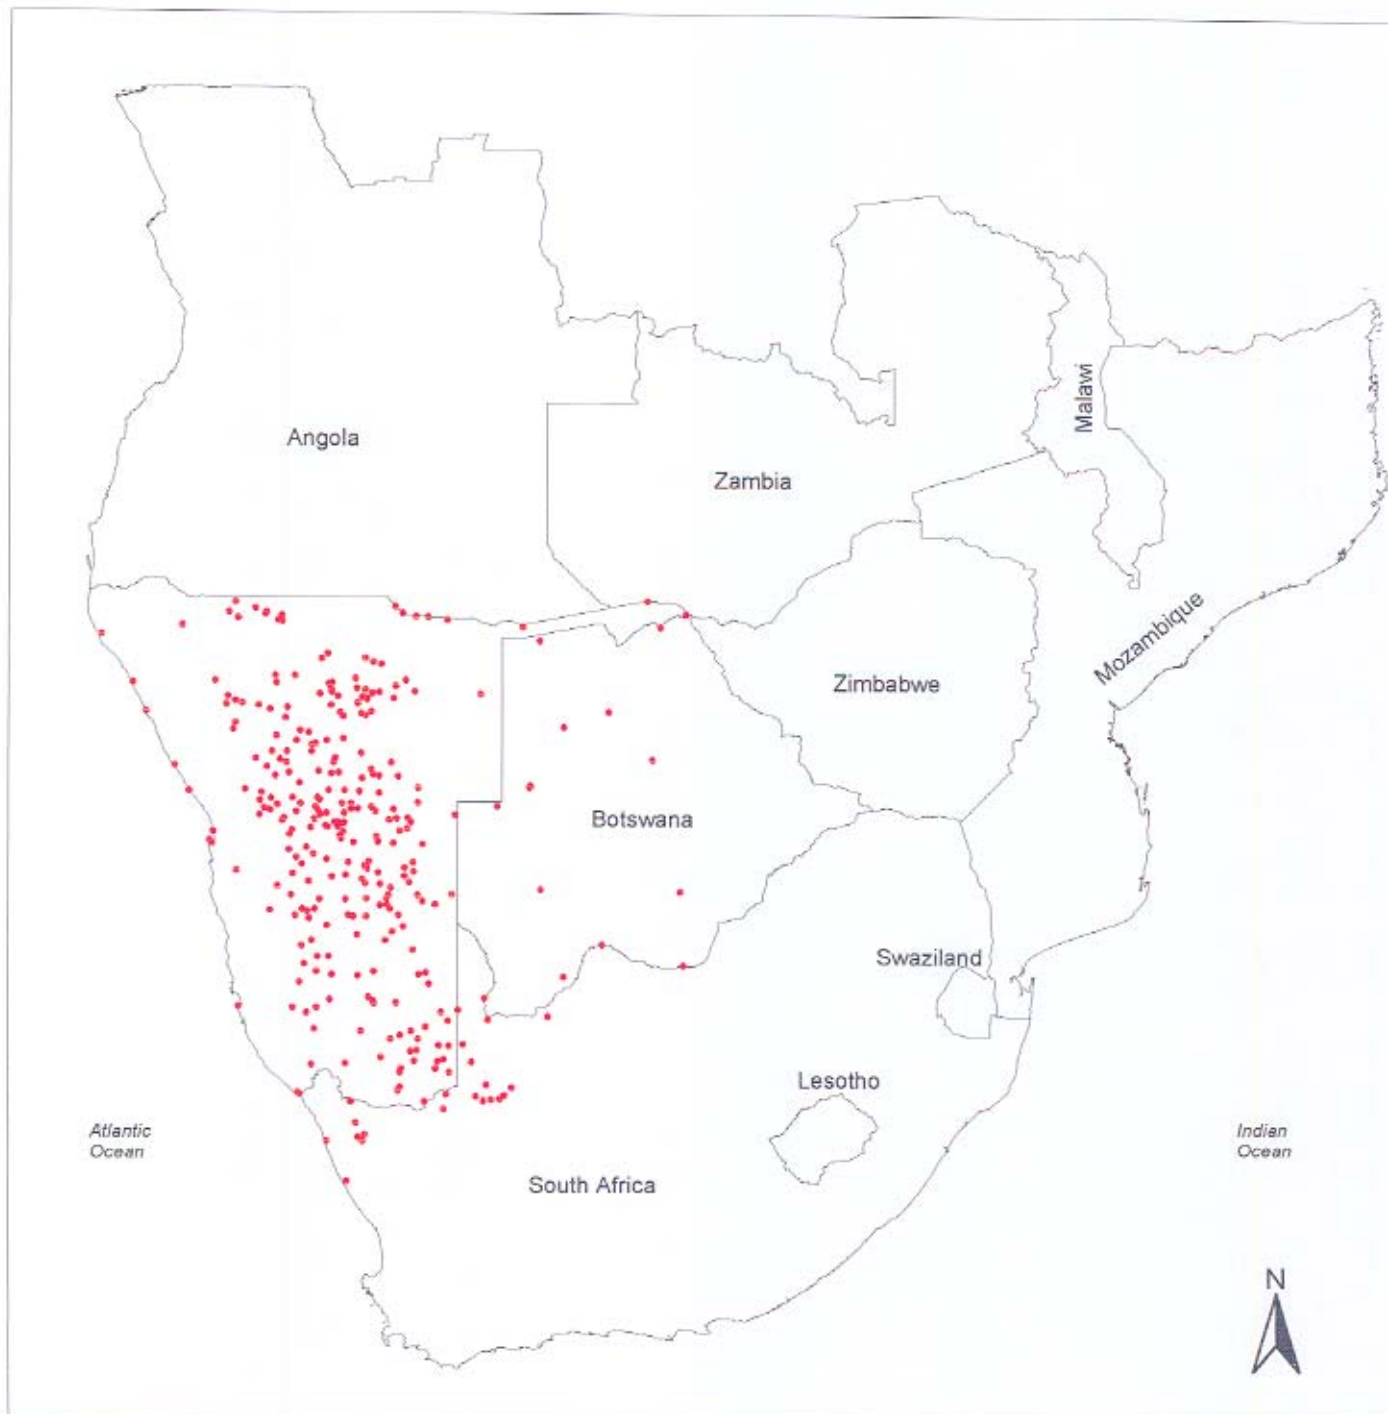 Angola
Malawi
Zambia
Mozambique
Zimbabwe
Botswana
Swaziland
Lesotho
Atlantic
Ocean
Indian
Ocean
South Africa
N